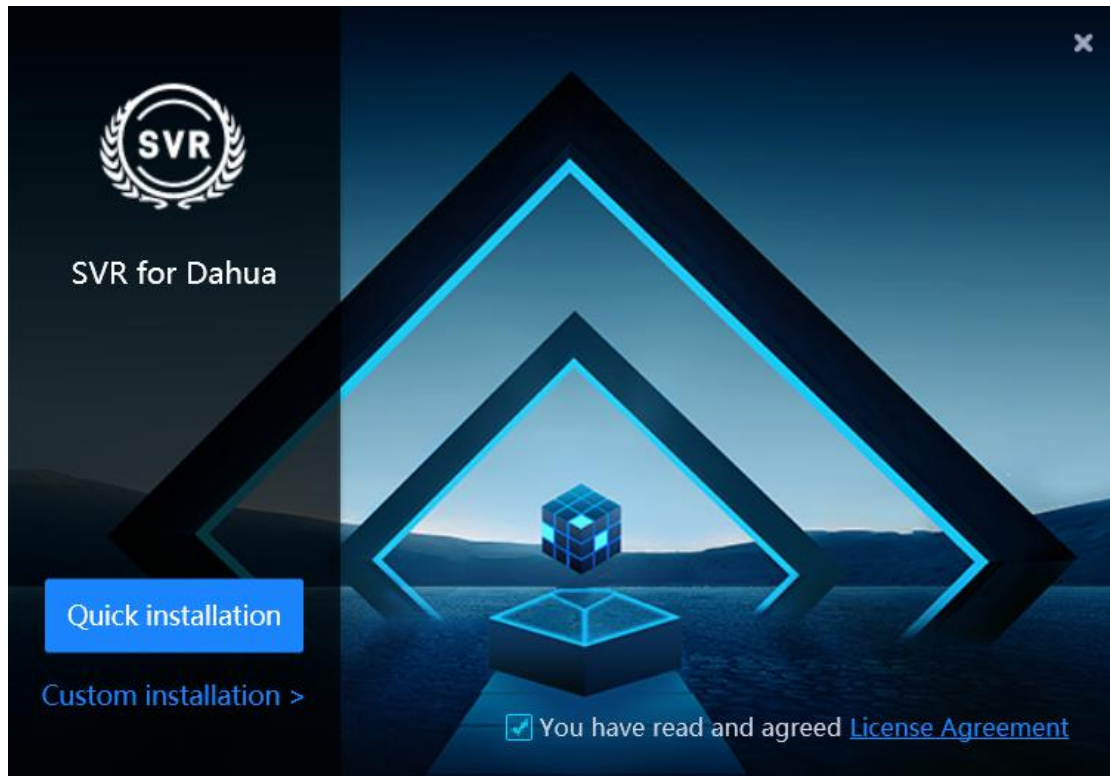 SVR
SVR for Dahua
Quick installation
Custom installation >
You have read and agreed License Agreement